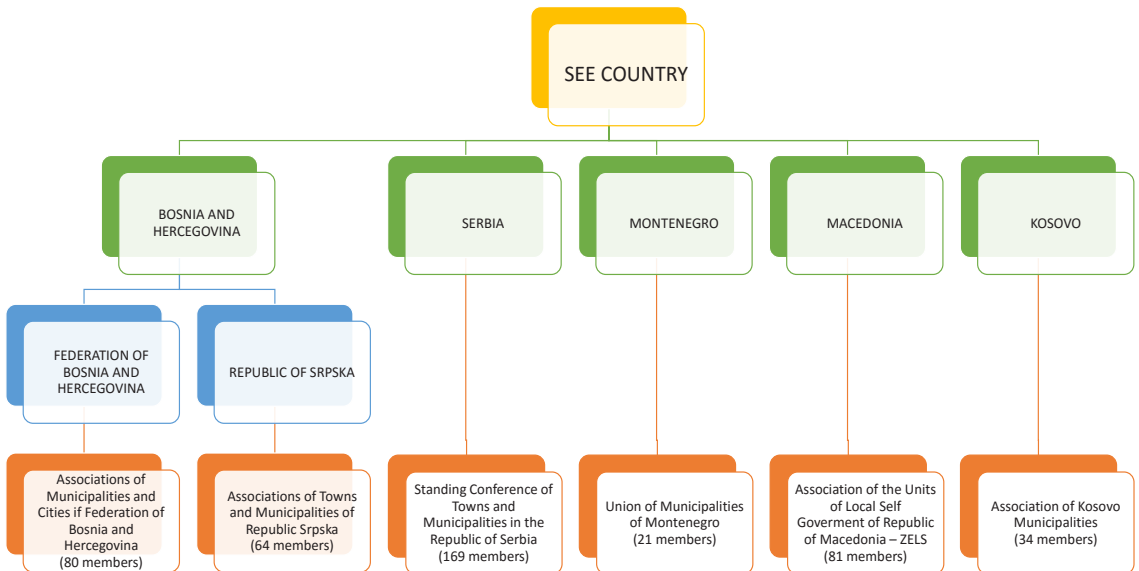 SEE COUNTRY
BOSNIA AND
HERCEGOVINA
SERBIA
MONTENEGRO
MACEDONIA
KOSOVO
FEDERATION OF
BOSNIA AND
HERCEGOVINA
REPUBLIC OF SRPSKA
Associations of
Municipalities and
Cities if Federation of
Bosnia and
Hercegovina
(80 members)
Associations of Towns
and Municipalities of
Republic Srpska
(64 members)
Standing Conference of
Towns and
Municipalities in the
Republic of Serbia
(169 members)
Union of Municipalities
of Montenegro
(21 members)
Association of the Units
of Local Self
Goverment of Republic
of Macedonia – ZELS
(81 members)
Association of Kosovo
Municipalities
(34 members)